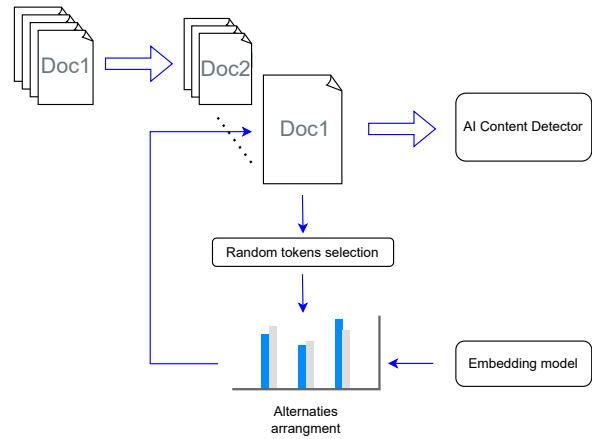 Doc1
Doc2
Doc1
AI Content Detector
Random tokens selection
Embedding model
Alternaties
arrangment